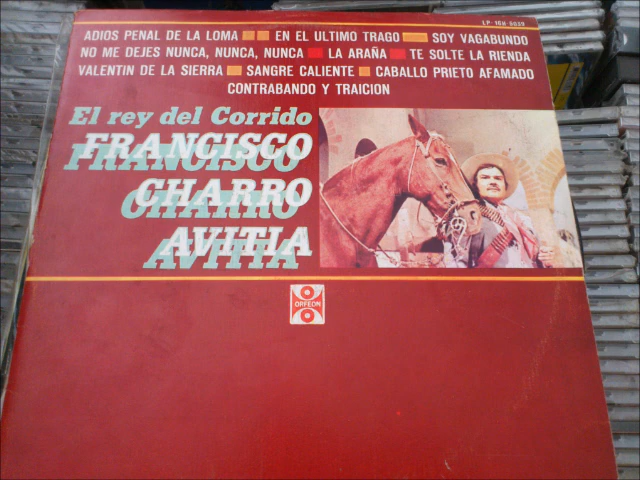 LP-16H-5039
ADIOS PENAL DE LA LOMA EN EL ULTIMO TRAGO SOY VAGABUNDO
NO ME DEJES NUNCA, NUNCA, NUNCA LA ARAÑA TE SOLTE LA RIENDA
VALENTIN DE LA SIERRA SANGRE CALIENTE CABALLO PRIETO AFAMADO
CONTRABANDO Y TRAICION
El rey del Corrido
FRANCISCO
CHARRO
AVITIA
ORFEON